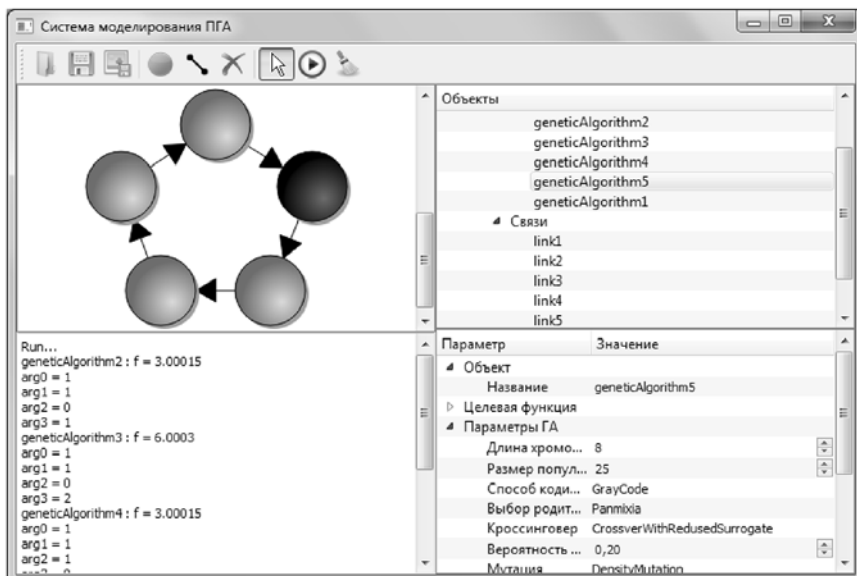 Система моделирования ПГА
Объекты
geneticAlgorithm2
geneticAlgorithm3
geneticAlgorithm4
geneticAlgorithm5
geneticAlgorithm1
Связи
link1
link2
link3
link4
link5
Run...
geneticAlgorithm2 : f = 3.00015
arg0 = 1
arg1 = 1
arg2 = 0
arg3 = 1
geneticAlgorithm3 : f = 6.0003
arg0 = 1
arg1 = 1
arg2 = 0
arg3 = 2
geneticAlgorithm4 : f = 3.00015
arg0 = 1
arg1 = 1
arg2 = 1
Параметр Значение
Объект
Название geneticAlgorithm5
Целевая функция
Параметры ГА
Длина хромо... 8
Размер попул... 25
Способ коди... GrayCode
Выбор родит... Panmixia
Кроссинговер CrossoverWithRedusedSurrogate
Вероятность ... 0,20
Мутация DensityMutation